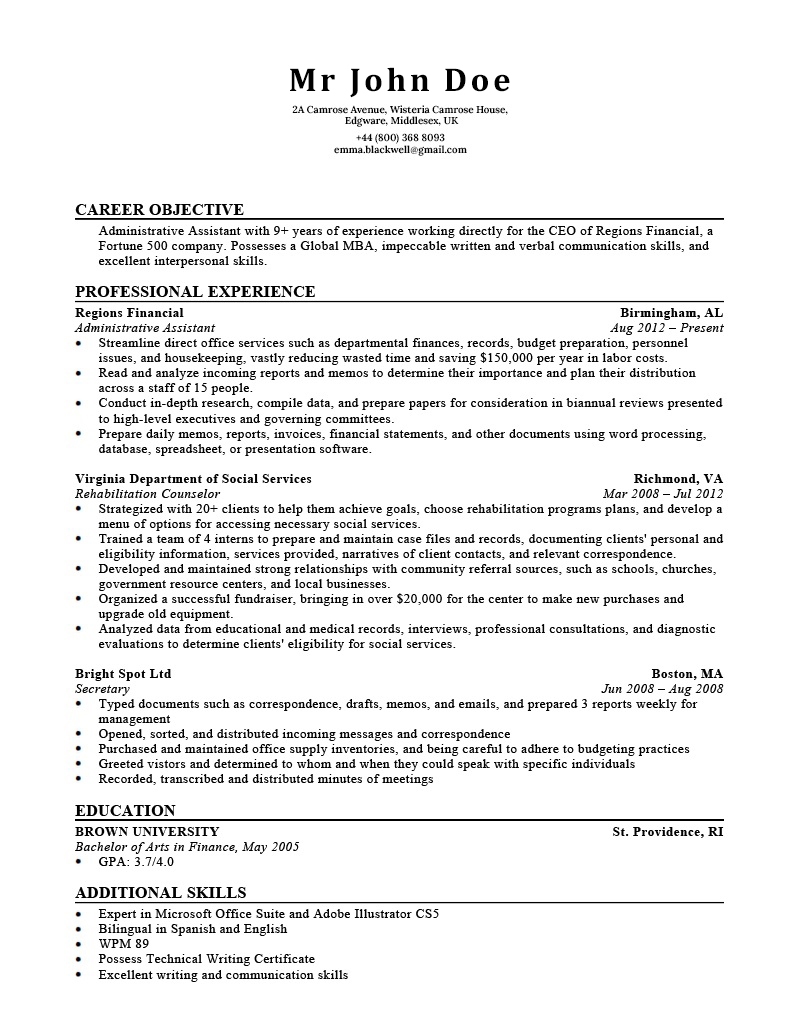 Mr John Doe
2A Camrose Avenue, Wisteria Camrose House,
Edgware, Middlesex, UK
+44 (800) 368 8093
emma.blackwell@gmail.com
CAREER OBJECTIVE
Administrative Assistant with 9+ years of experience working directly for the CEO of Regions Financial, a
Fortune 500 company. Possesses a Global MBA, impeccable written and verbal communication skills, and
excellent interpersonal skills.
PROFESSIONAL EXPERIENCE
Regions Financial Birmingham, AL
Administrative Assistant Aug 2012 – Present
• Streamline direct office services such as departmental finances, records, budget preparation, personnel
issues, and housekeeping, vastly reducing wasted time and saving $150,000 per year in labor costs.
• Read and analyze incoming reports and memos to determine their importance and plan their distribution
across a staff of 15 people.
• Conduct in-depth research, compile data, and prepare papers for consideration in biannual reviews presented
to high-level executives and governing committees.
• Prepare daily memos, reports, invoices, financial statements, and other documents using word processing,
database, spreadsheet, or presentation software.
Virginia Department of Social Services Richmond, VA
Rehabilitation Counselor Mar 2008 – Jul 2012
• Strategized with 20+ clients to help them achieve goals, choose rehabilitation programs plans, and develop a
menu of options for accessing necessary social services.
• Trained a team of 4 interns to prepare and maintain case files and records, documenting clients' personal and
eligibility information, services provided, narratives of client contacts, and relevant correspondence.
• Developed and maintained strong relationships with community referral sources, such as schools, churches,
government resource centers, and local businesses.
• Organized a successful fundraiser, bringing in over $20,000 for the center to make new purchases and
upgrade old equipment.
• Analyzed data from educational and medical records, interviews, professional consultations, and diagnostic
evaluations to determine clients' eligibility for social services.
Bright Spot Ltd Boston, MA
Secretary Jun 2008 – Aug 2008
• Typed documents such as correspondence, drafts, memos, and emails, and prepared 3 reports weekly for
management
• Opened, sorted, and distributed incoming messages and correspondence
• Purchased and maintained office supply inventories, and being careful to adhere to budgeting practices
• Greeted vistors and determined to whom and when they could speak with specific individuals
• Recorded, transcribed and distributed minutes of meetings
EDUCATION
BROWN UNIVERSITY St. Providence, RI
Bachelor of Arts in Finance, May 2005
• GPA: 3.7/4.0
ADDITIONAL SKILLS
• Expert in Microsoft Office Suite and Adobe Illustrator CS5
• Bilingual in Spanish and English
• WPM 89
• Possess Technical Writing Certificate
• Excellent writing and communication skills